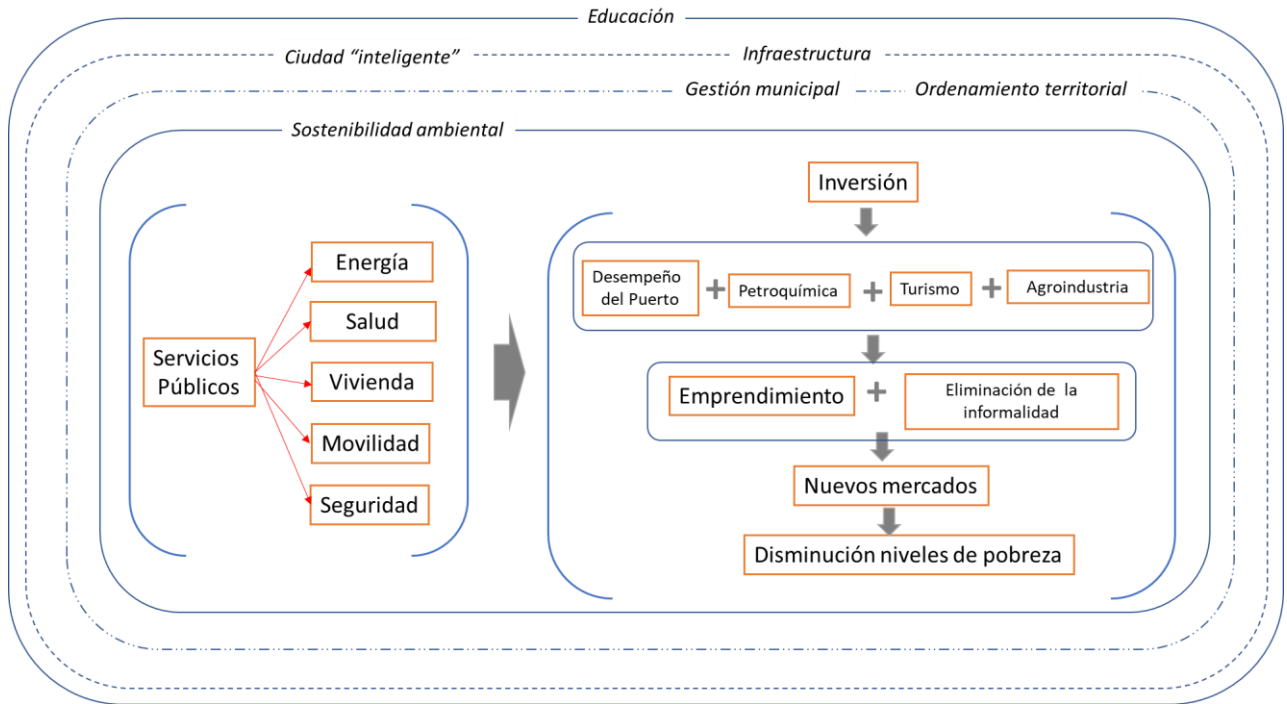 Educación
Ciudad “inteligente”
Infraestructura
Gestión municipal
Ordenamiento territorial
Sostenibilidad ambiental
Servicios
Públicos
Energía
Salud
Vivienda
Movilidad
Seguridad
Inversión
Desempeño
del Puerto
+
Petroquímica
+
Turismo
+
Agroindustria
Emprendimiento
+
Eliminación de la
informalidad
Nuevos mercados
Disminución niveles de pobreza